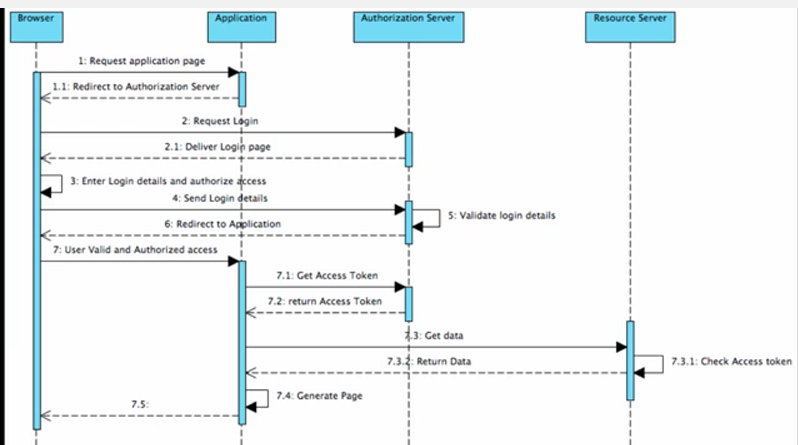 Browser
Application
Authorization Server
Resource Server
1: Request application page
1.1: Redirect to Authorization Server
2: Request Login
2.1: Deliver Login page
3: Enter Login details and authorize access
4: Send Login details
5: Validate login details
6: Redirect to Application
7: User Valid and Authorized access
7.1: Get Access Token
7.2: return Access Token
7.3: Get data
7.3.2: Return Data
7.3.1: Check Access token
7.4: Generate Page
7.5: